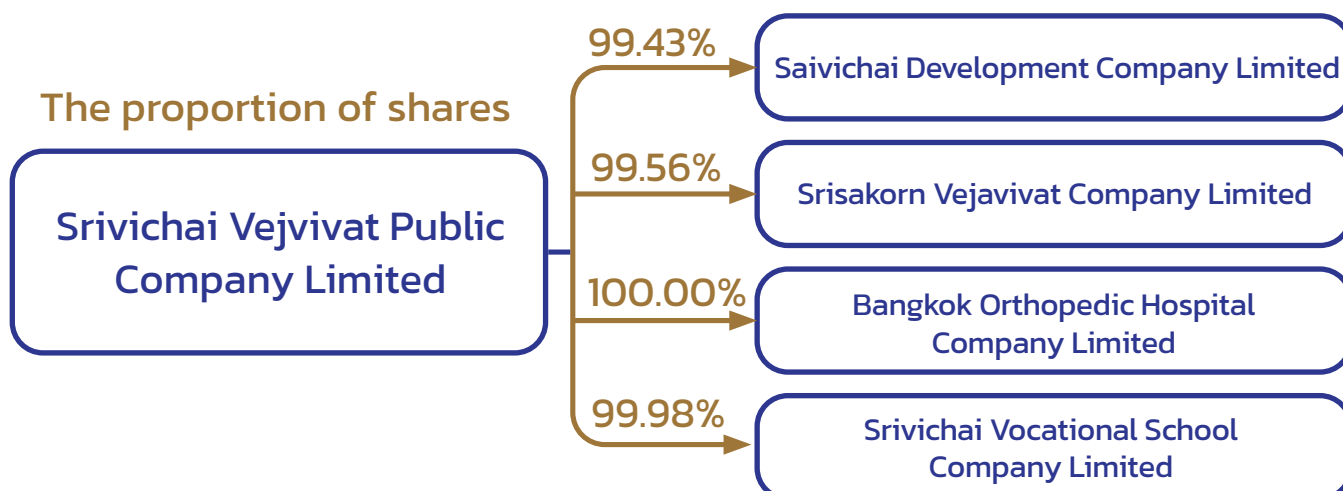 The proportion of shares
Srivichai Vejvivat Public
Company Limited
99.43%
Saivichai Development Company Limited
99.56%
Srisakorn Vejavivat Company Limited
100.00%
Bangkok Orthopedic Hospital
Company Limited
99.98%
Srivichai Vocational School
Company Limited